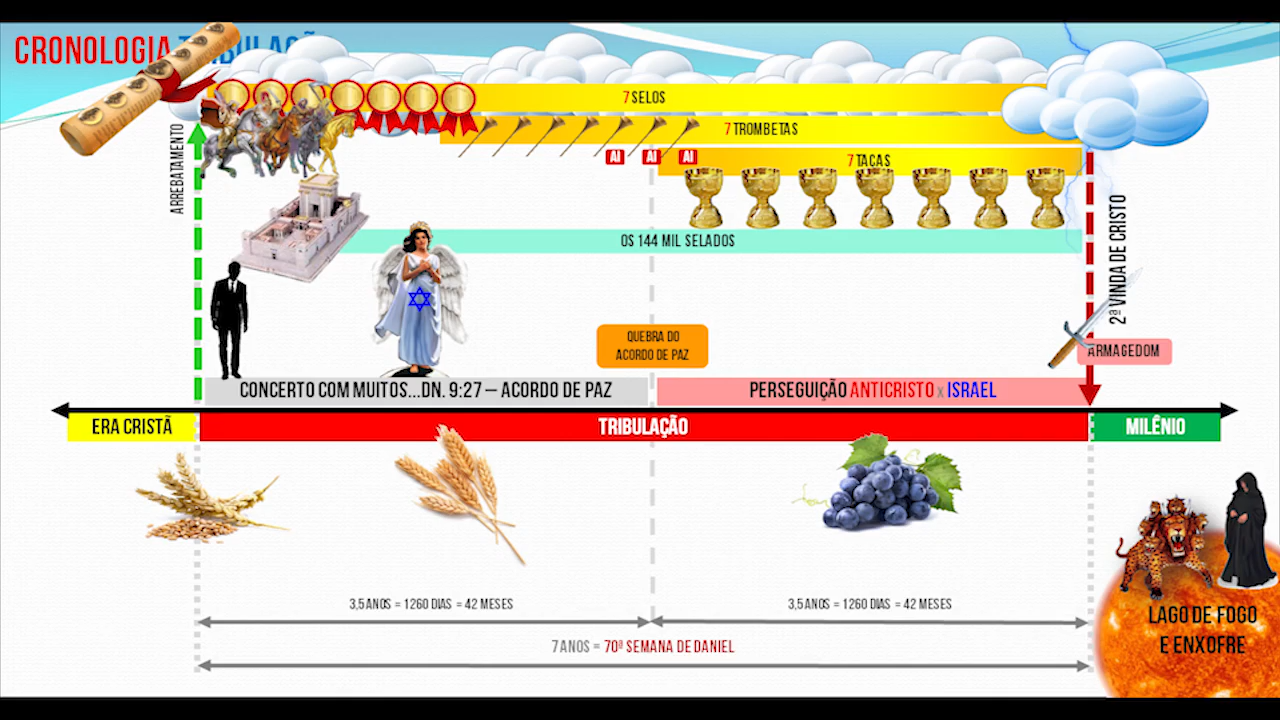 CRONOLOGIA TRIBULAÇÃO
7 SELOS
7 TROMBETAS
AI AI AI
7 TAÇAS
ARREBATAMENTO
OS 144 MIL SELADOS
2ª VINDA DE CRISTO
QUEBRA DO
ACORDO DE PAZ
ARMAGEDOM
CONCERTO COM MUITOS...DN. 9:27 – ACORDO DE PAZ
PERSEGUIÇÃO ANTICRISTO X ISRAEL
ERA CRISTÃ
TRIBULAÇÃO
MILÊNIO
3,5 ANOS = 1260 DIAS = 42 MESES
3,5 ANOS = 1260 DIAS = 42 MESES
7 ANOS = 70ª SEMANA DE DANIEL
LAGO DE FOGO
E ENXOFRE